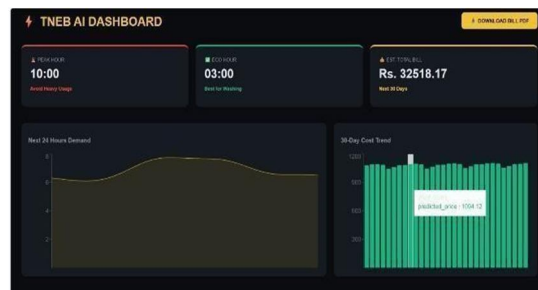 TNEB AI DASHBOARD
DOWNLOAD BILL PDF
PEAK HOUR
10:00
Avoid Heavy Usage
ECO HOUR
03:00
Best for Washing
EST. TOTAL BILL
Rs. 32518.17
Next 30 Days
Next 24 Hours Demand
8
6
4
2
30-Day Cost Trend
1200
900
600
300
predicted_price : 1094.12